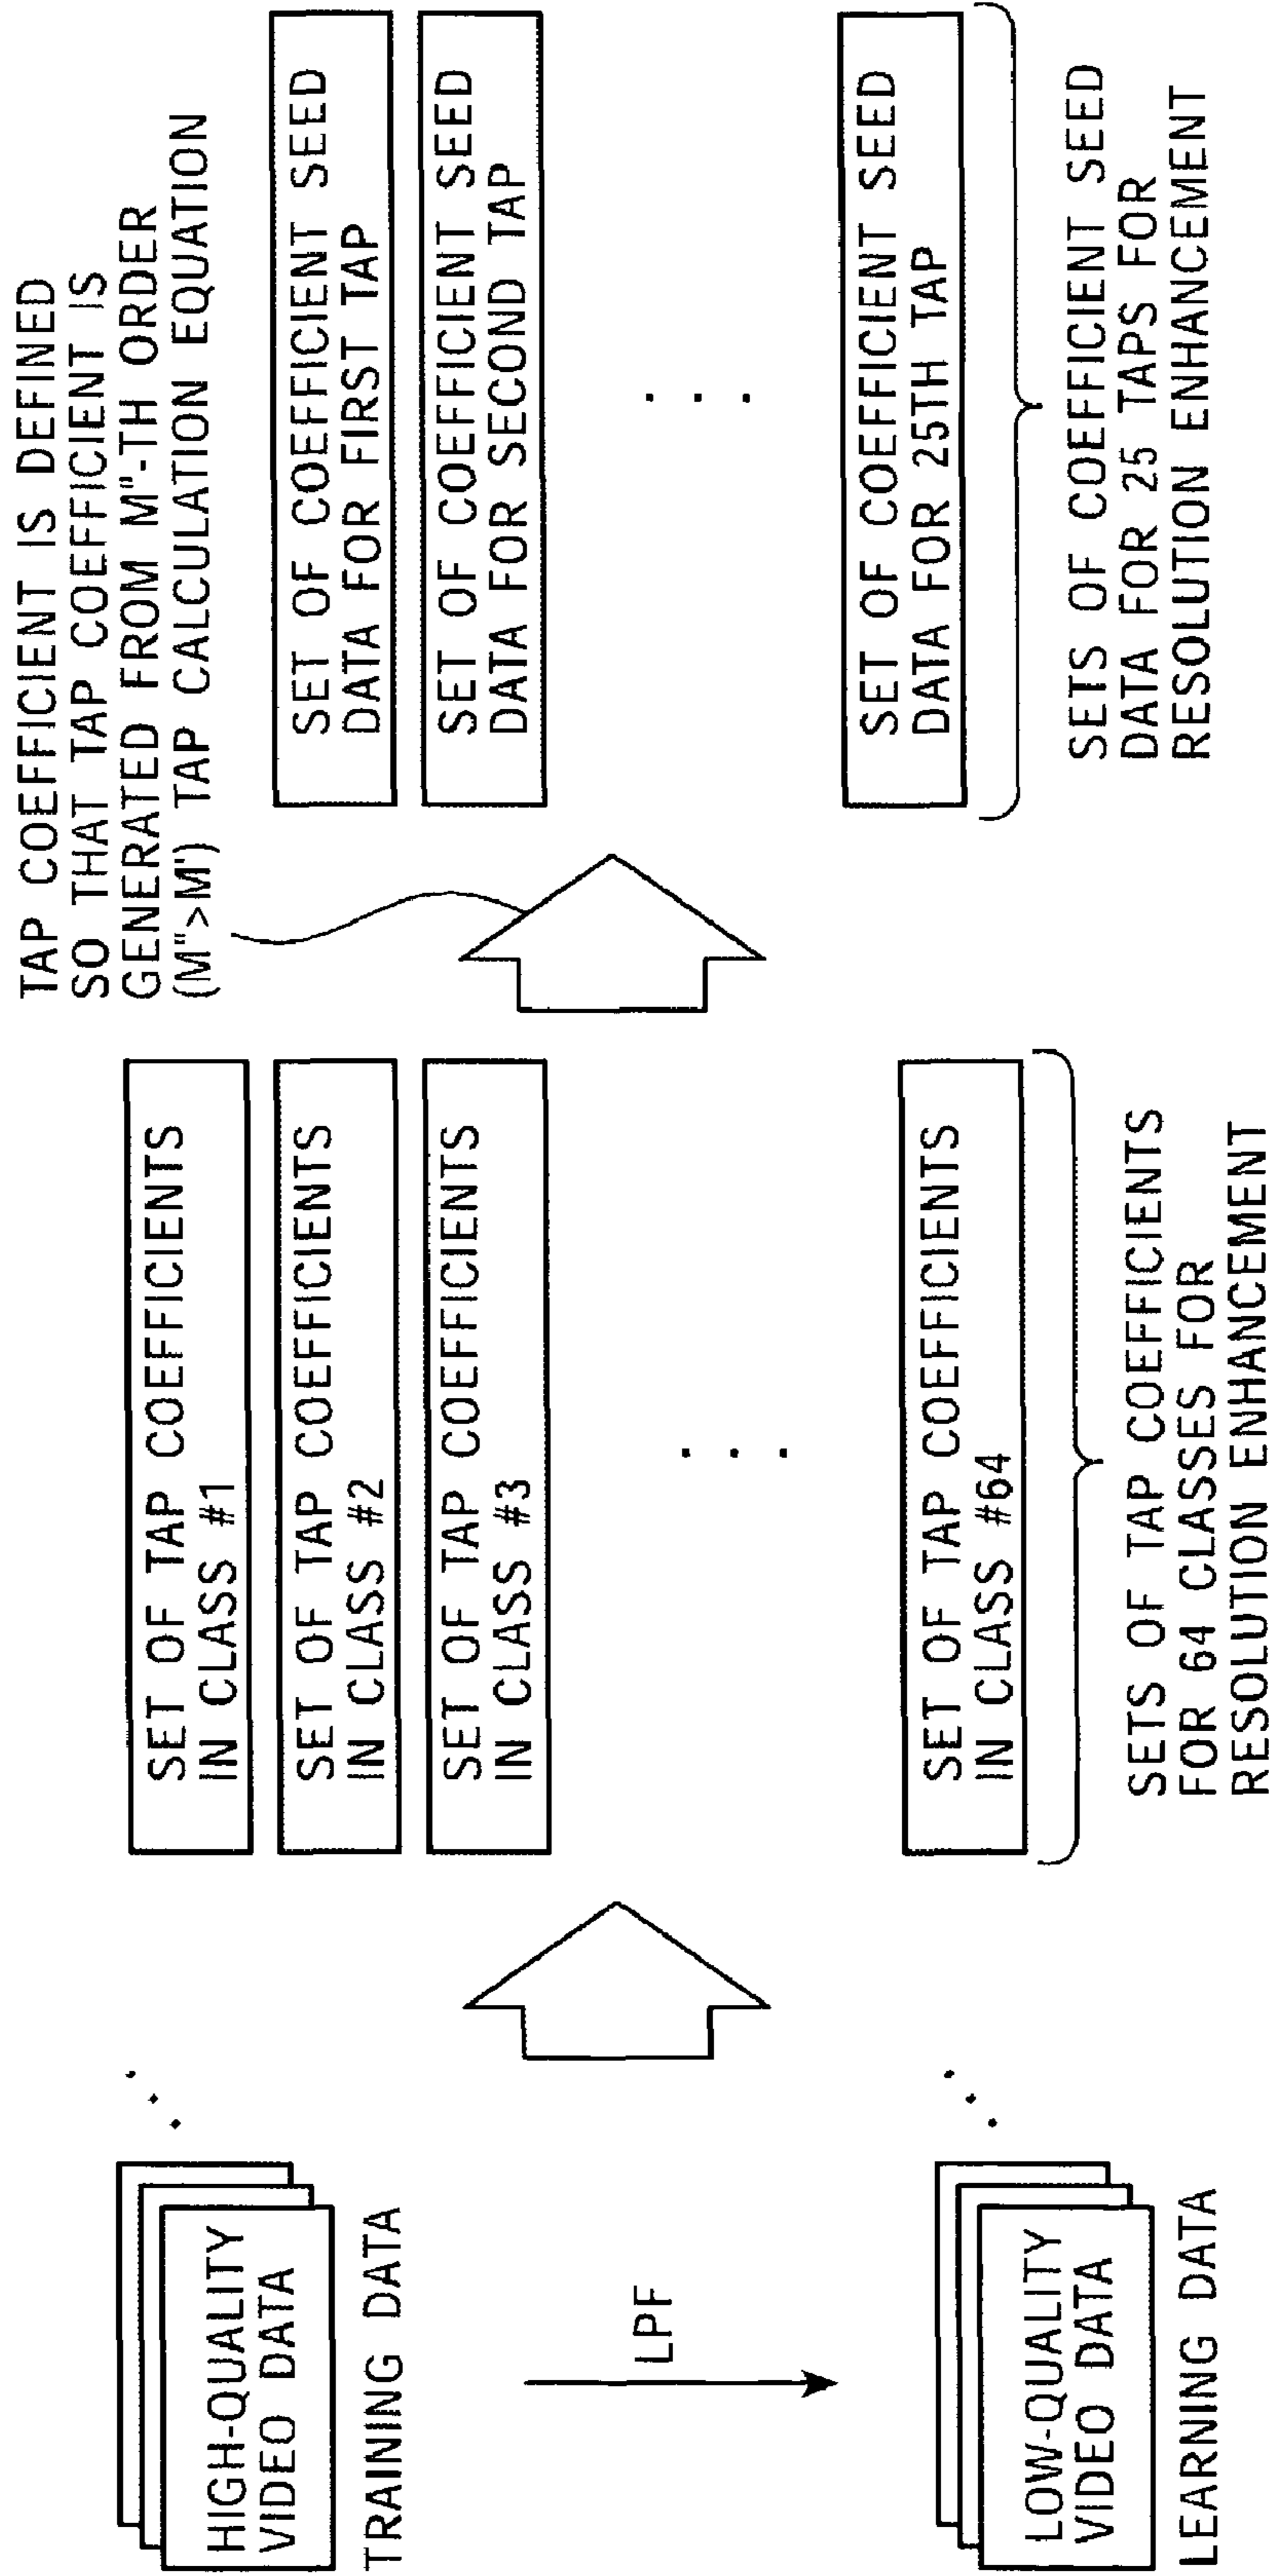 HIGH-QUALITY
VIDEO DATA
TRAINING DATA
LPF
LOW-QUALITY
VIDEO DATA
LEARNING DATA
SET OF TAP COEFFICIENTS
IN CLASS #1
SET OF TAP COEFFICIENTS
IN CLASS #2
SET OF TAP COEFFICIENTS
IN CLASS #3
SET OF TAP COEFFICIENTS
IN CLASS #64
SETS OF TAP COEFFICIENTS
FOR 64 CLASSES FOR
RESOLUTION ENHANCEMENT
TAP COEFFICIENT IS DEFINED
SO THAT TAP COEFFICIENT IS
GENERATED FROM M"-TH ORDER
(M">M') TAP CALCULATION EQUATION
SET OF COEFFICIENT SEED
DATA FOR FIRST TAP
SET OF COEFFICIENT SEED
DATA FOR SECOND TAP
SET OF COEFFICIENT SEED
DATA FOR 25TH TAP
SETS OF COEFFICIENT SEED
DATA FOR 25 TAPS FOR
RESOLUTION ENHANCEMENT